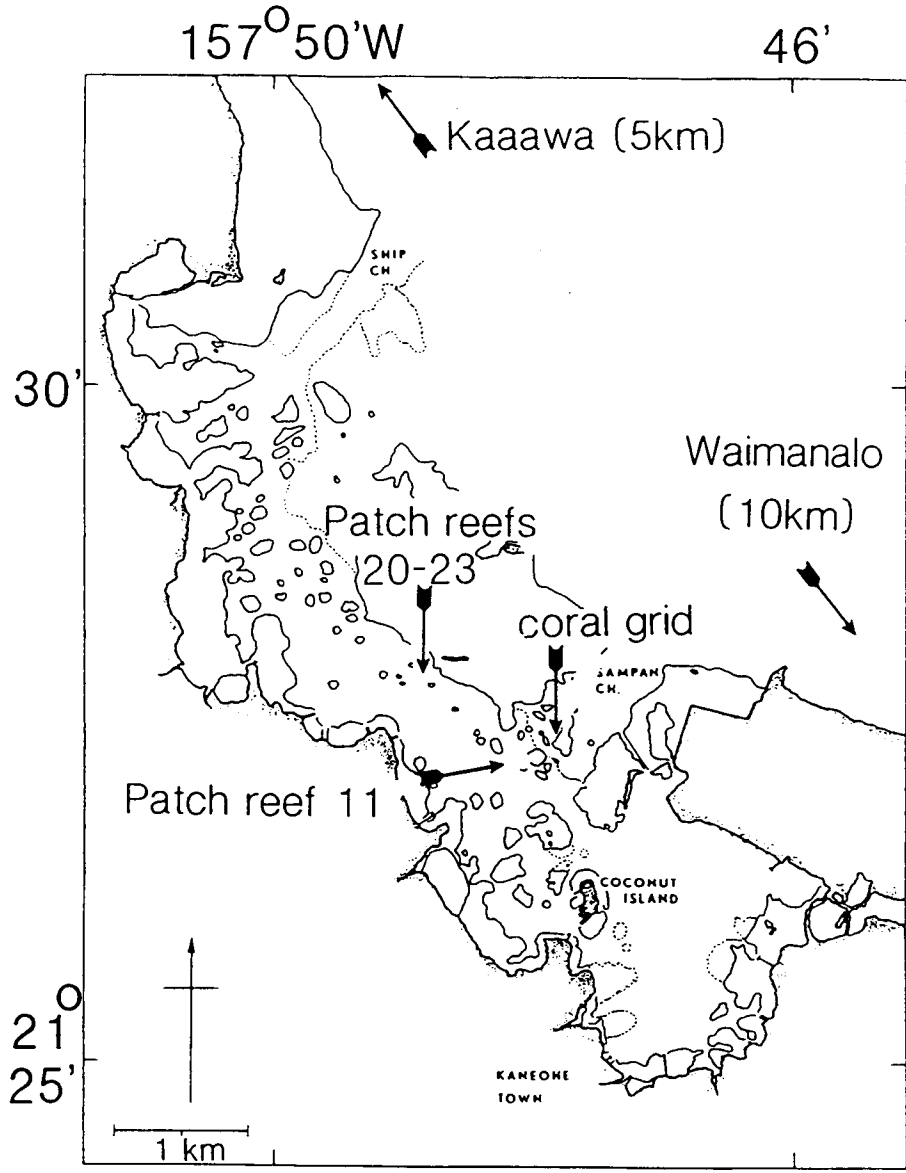 157°50'W
46'
Kaaawa (5km)
SHIP
CH
30'
Waimanalo
(10km)
Patch reefs
20-23
coral grid
SAMPAN
CH.
Patch reef 11
COCONUT
ISLAND
21°
25'
KANEOHE
TOWN
1 km